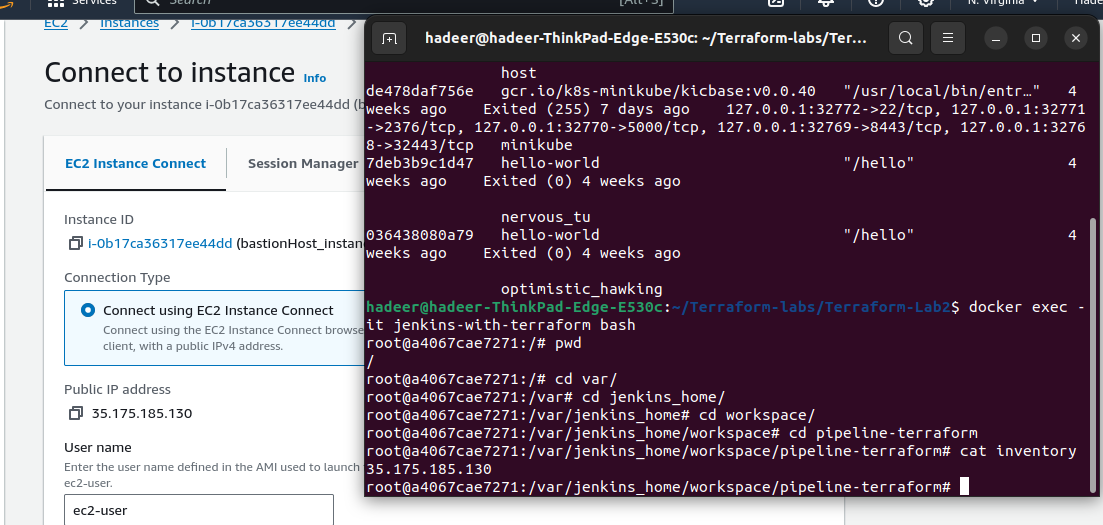 Services
Search
[Alt+S]
N. Virginia
EC2
Instances
i-0b17ca36317ee44dd
Connect to instance Info
Connect to your instance i-0b17ca36317ee44dd
EC2 Instance Connect
Session Manager
Instance ID
i-0b17ca36317ee44dd (bastionHost_instan
Connection Type
Connect using EC2 Instance Connect
Connect using the EC2 Instance Connect browse
client, with a public IPv4 address.
Public IP address
35.175.185.130
User name
Enter the user name defined in the AMI used to launch
ec2-user.
ec2-user
hadeer@hadeer-ThinkPad-Edge-E530c: ~/Terraform-labs/Ter...
host
de478daf756e gcr.io/k8s-minikube/kicbase:v0.0.40 "/usr/local/bin/entr…" 4
weeks ago Exited (255) 7 days ago 127.0.0.1:32772->22/tcp, 127.0.0.1:32771
->2376/tcp, 127.0.0.1:32770->5000/tcp, 127.0.0.1:32769->8443/tcp, 127.0.0.1:3276
8->32443/tcp minikube
7deb3b9c1d47 hello-world "/hello" 4
weeks ago Exited (0) 4 weeks ago
nervous_tu
036438080a79 hello-world "/hello" 4
weeks ago Exited (0) 4 weeks ago
optimistic_hawking
hadeer@hadeer-ThinkPad-Edge-E530c:~/Terraform-labs/Terraform-Lab2$ docker exec -
it jenkins-with-terraform bash
root@a4067cae7271:/# pwd
/
root@a4067cae7271:/# cd var/
root@a4067cae7271:/var# cd jenkins_home/
root@a4067cae7271:/var/jenkins_home# cd workspace/
root@a4067cae7271:/var/jenkins_home/workspace# cd pipeline-terraform
root@a4067cae7271:/var/jenkins_home/workspace/pipeline-terraform# cat inventory
35.175.185.130
root@a4067cae7271:/var/jenkins_home/workspace/pipeline-terraform#